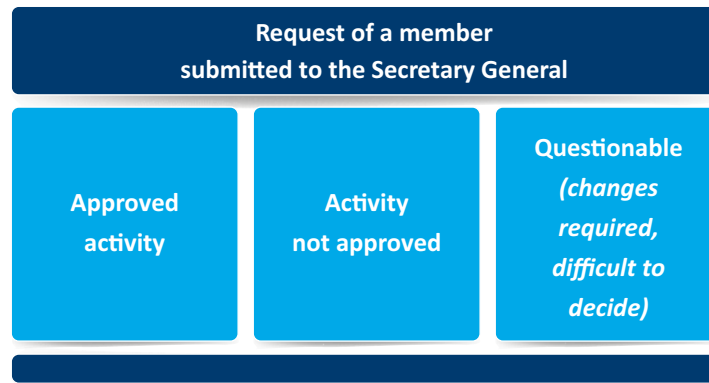 Request of a member
submitted to the Secretary General
Approved
activity
Activity
not approved
Questionable
(changes
required,
difficult to
decide)